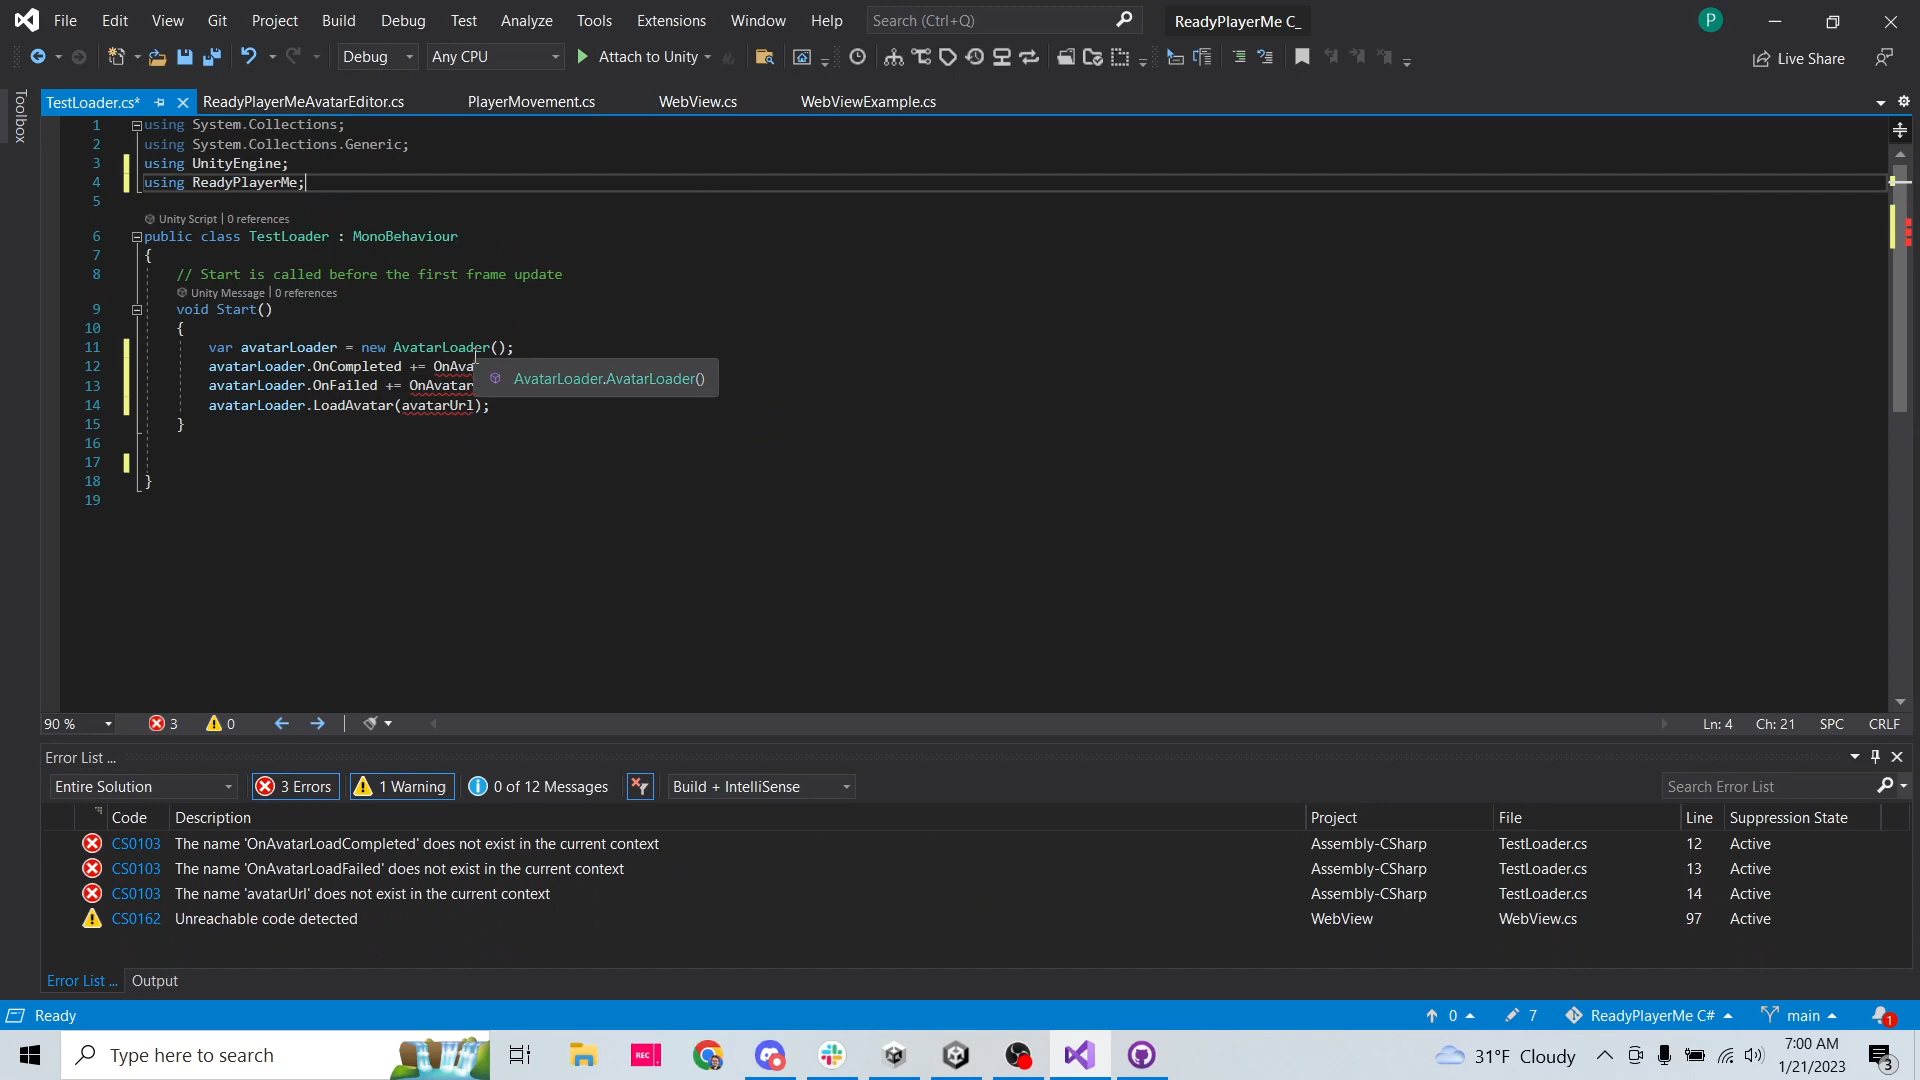 File Edit View Git Project Build Debug Test Analyze Tools Extensions Window Help Search (Ctrl+Q) ReadyPlayerMe C_ P
Debug Any CPU Attach to Unity Live Share
Toolbox
TestLoader.cs* ReadyPlayerMeAvatarEditor.cs PlayerMovement.cs WebView.cs WebViewExample.cs
1 using System.Collections;
2 using System.Collections.Generic;
3 using UnityEngine;
4 using ReadyPlayerMe;
5
Unity Script | 0 references
6 public class TestLoader : MonoBehaviour
7 {
8 // Start is called before the first frame update
Unity Message | 0 references
9 void Start()
10 {
11 var avatarLoader = new AvatarLoader();
12 avatarLoader.OnCompleted += OnAva
AvatarLoader.AvatarLoader()
13 avatarLoader.OnFailed += OnAvatar
14 avatarLoader.LoadAvatar(avatarUrl);
15 }
16
17
18 }
19
90 % 3 0 Ln: 4 Ch: 21 SPC CRLF
Error List ...
Entire Solution 3 Errors 1 Warning 0 of 12 Messages Build + IntelliSense Search Error List
Code Description Project File Line Suppression State
CS0103 The name 'OnAvatarLoadCompleted' does not exist in the current context Assembly-CSharp TestLoader.cs 12 Active
CS0103 The name 'OnAvatarLoadFailed' does not exist in the current context Assembly-CSharp TestLoader.cs 13 Active
CS0103 The name 'avatarUrl' does not exist in the current context Assembly-CSharp TestLoader.cs 14 Active
CS0162 Unreachable code detected WebView WebView.cs 97 Active
Error List ... Output
Ready 0 7 ReadyPlayerMe C# main 1
Type here to search REC 31°F Cloudy 7:00 AM
1/21/2023 3